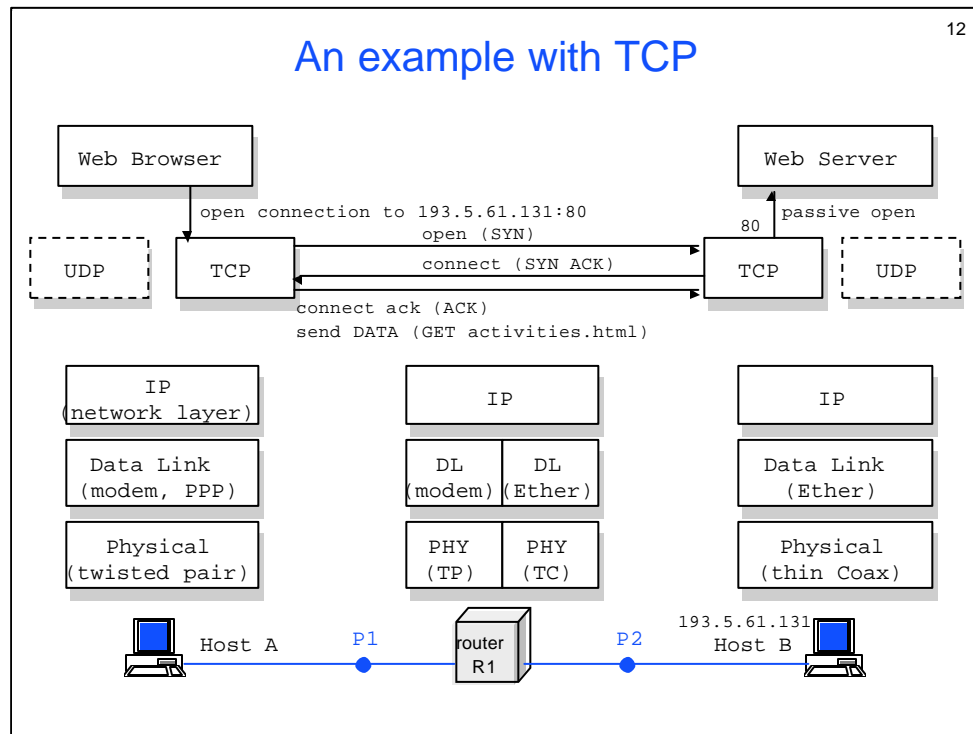 12
An example with TCP
Web Browser
Web Server
open connection to 193.5.61.131:80
80
passive open
open (SYN)
UDP
TCP
connect (SYN ACK)
TCP
UDP
connect ack (ACK)
send DATA (GET activities.html)
IP
(network layer)
IP
IP
Data Link
(modem, PPP)
DL
(modem)
DL
(Ether)
Data Link
(Ether)
Physical
(twisted pair)
PHY
(TP)
PHY
(TC)
Physical
(thin Coax)
Host A
P1
router
R1
P2
193.5.61.131
Host B